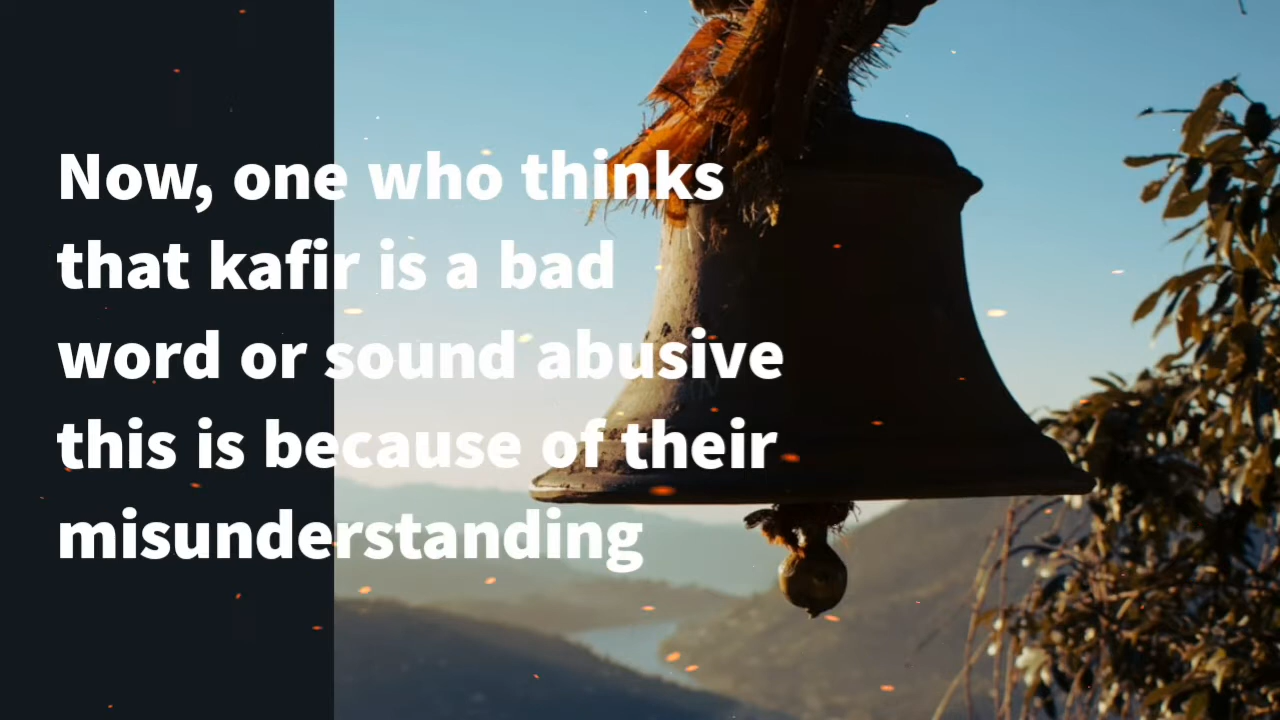 Now, one who thinks
that kafir is a bad
word or sound abusive
this is because of their
misunderstanding